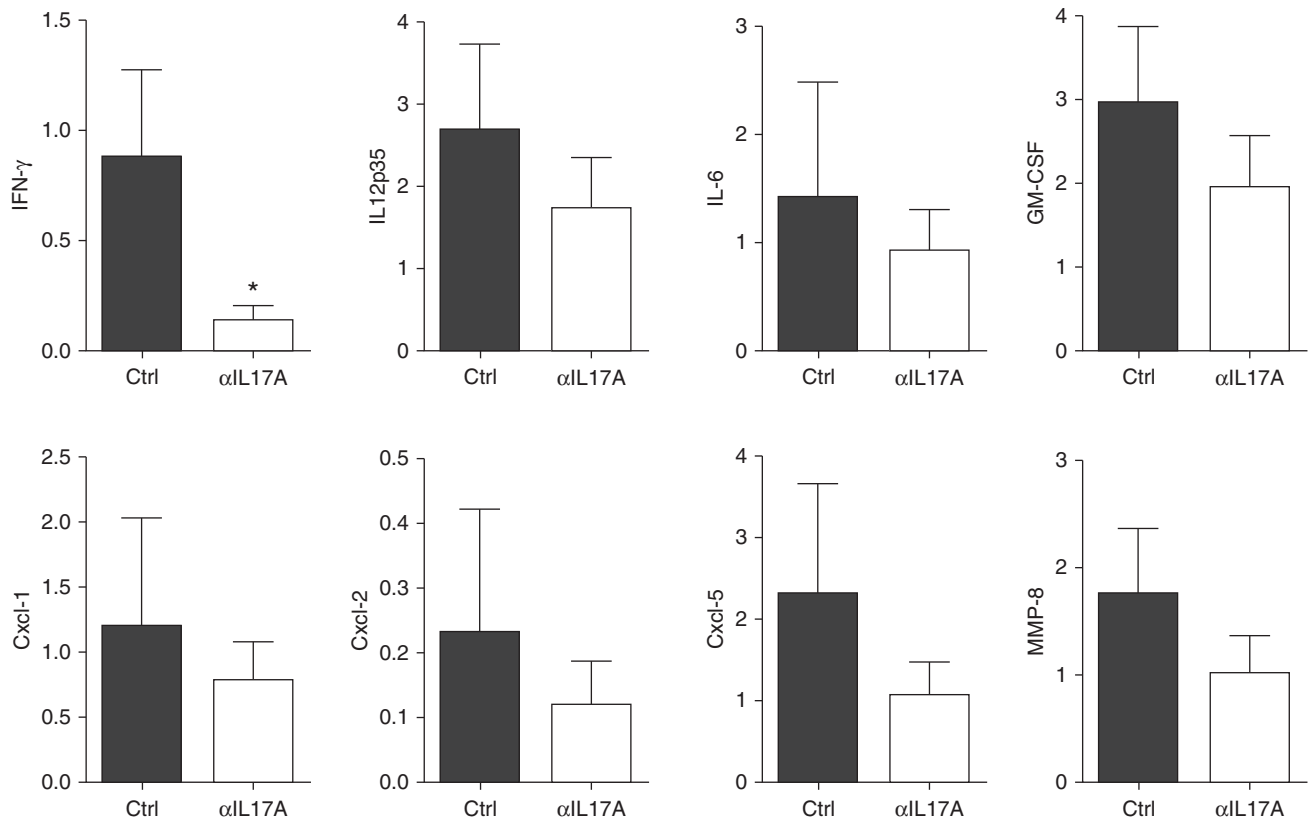 IFN-γ
1.5
1.0
0.5
0.0
*
Ctrl
αIL17A
IL12p35
4
3
2
1
0
Ctrl
αIL17A
IL-6
3
2
1
0
Ctrl
αIL17A
GM-CSF
4
3
2
1
0
Ctrl
αIL17A
Cxcl-1
2.5
2.0
1.5
1.0
0.5
0.0
Ctrl
αIL17A
Cxcl-2
0.5
0.4
0.3
0.2
0.1
0.0
Ctrl
αIL17A
Cxcl-5
4
3
2
1
0
Ctrl
αIL17A
MMP-8
3
2
1
0
Ctrl
αIL17A